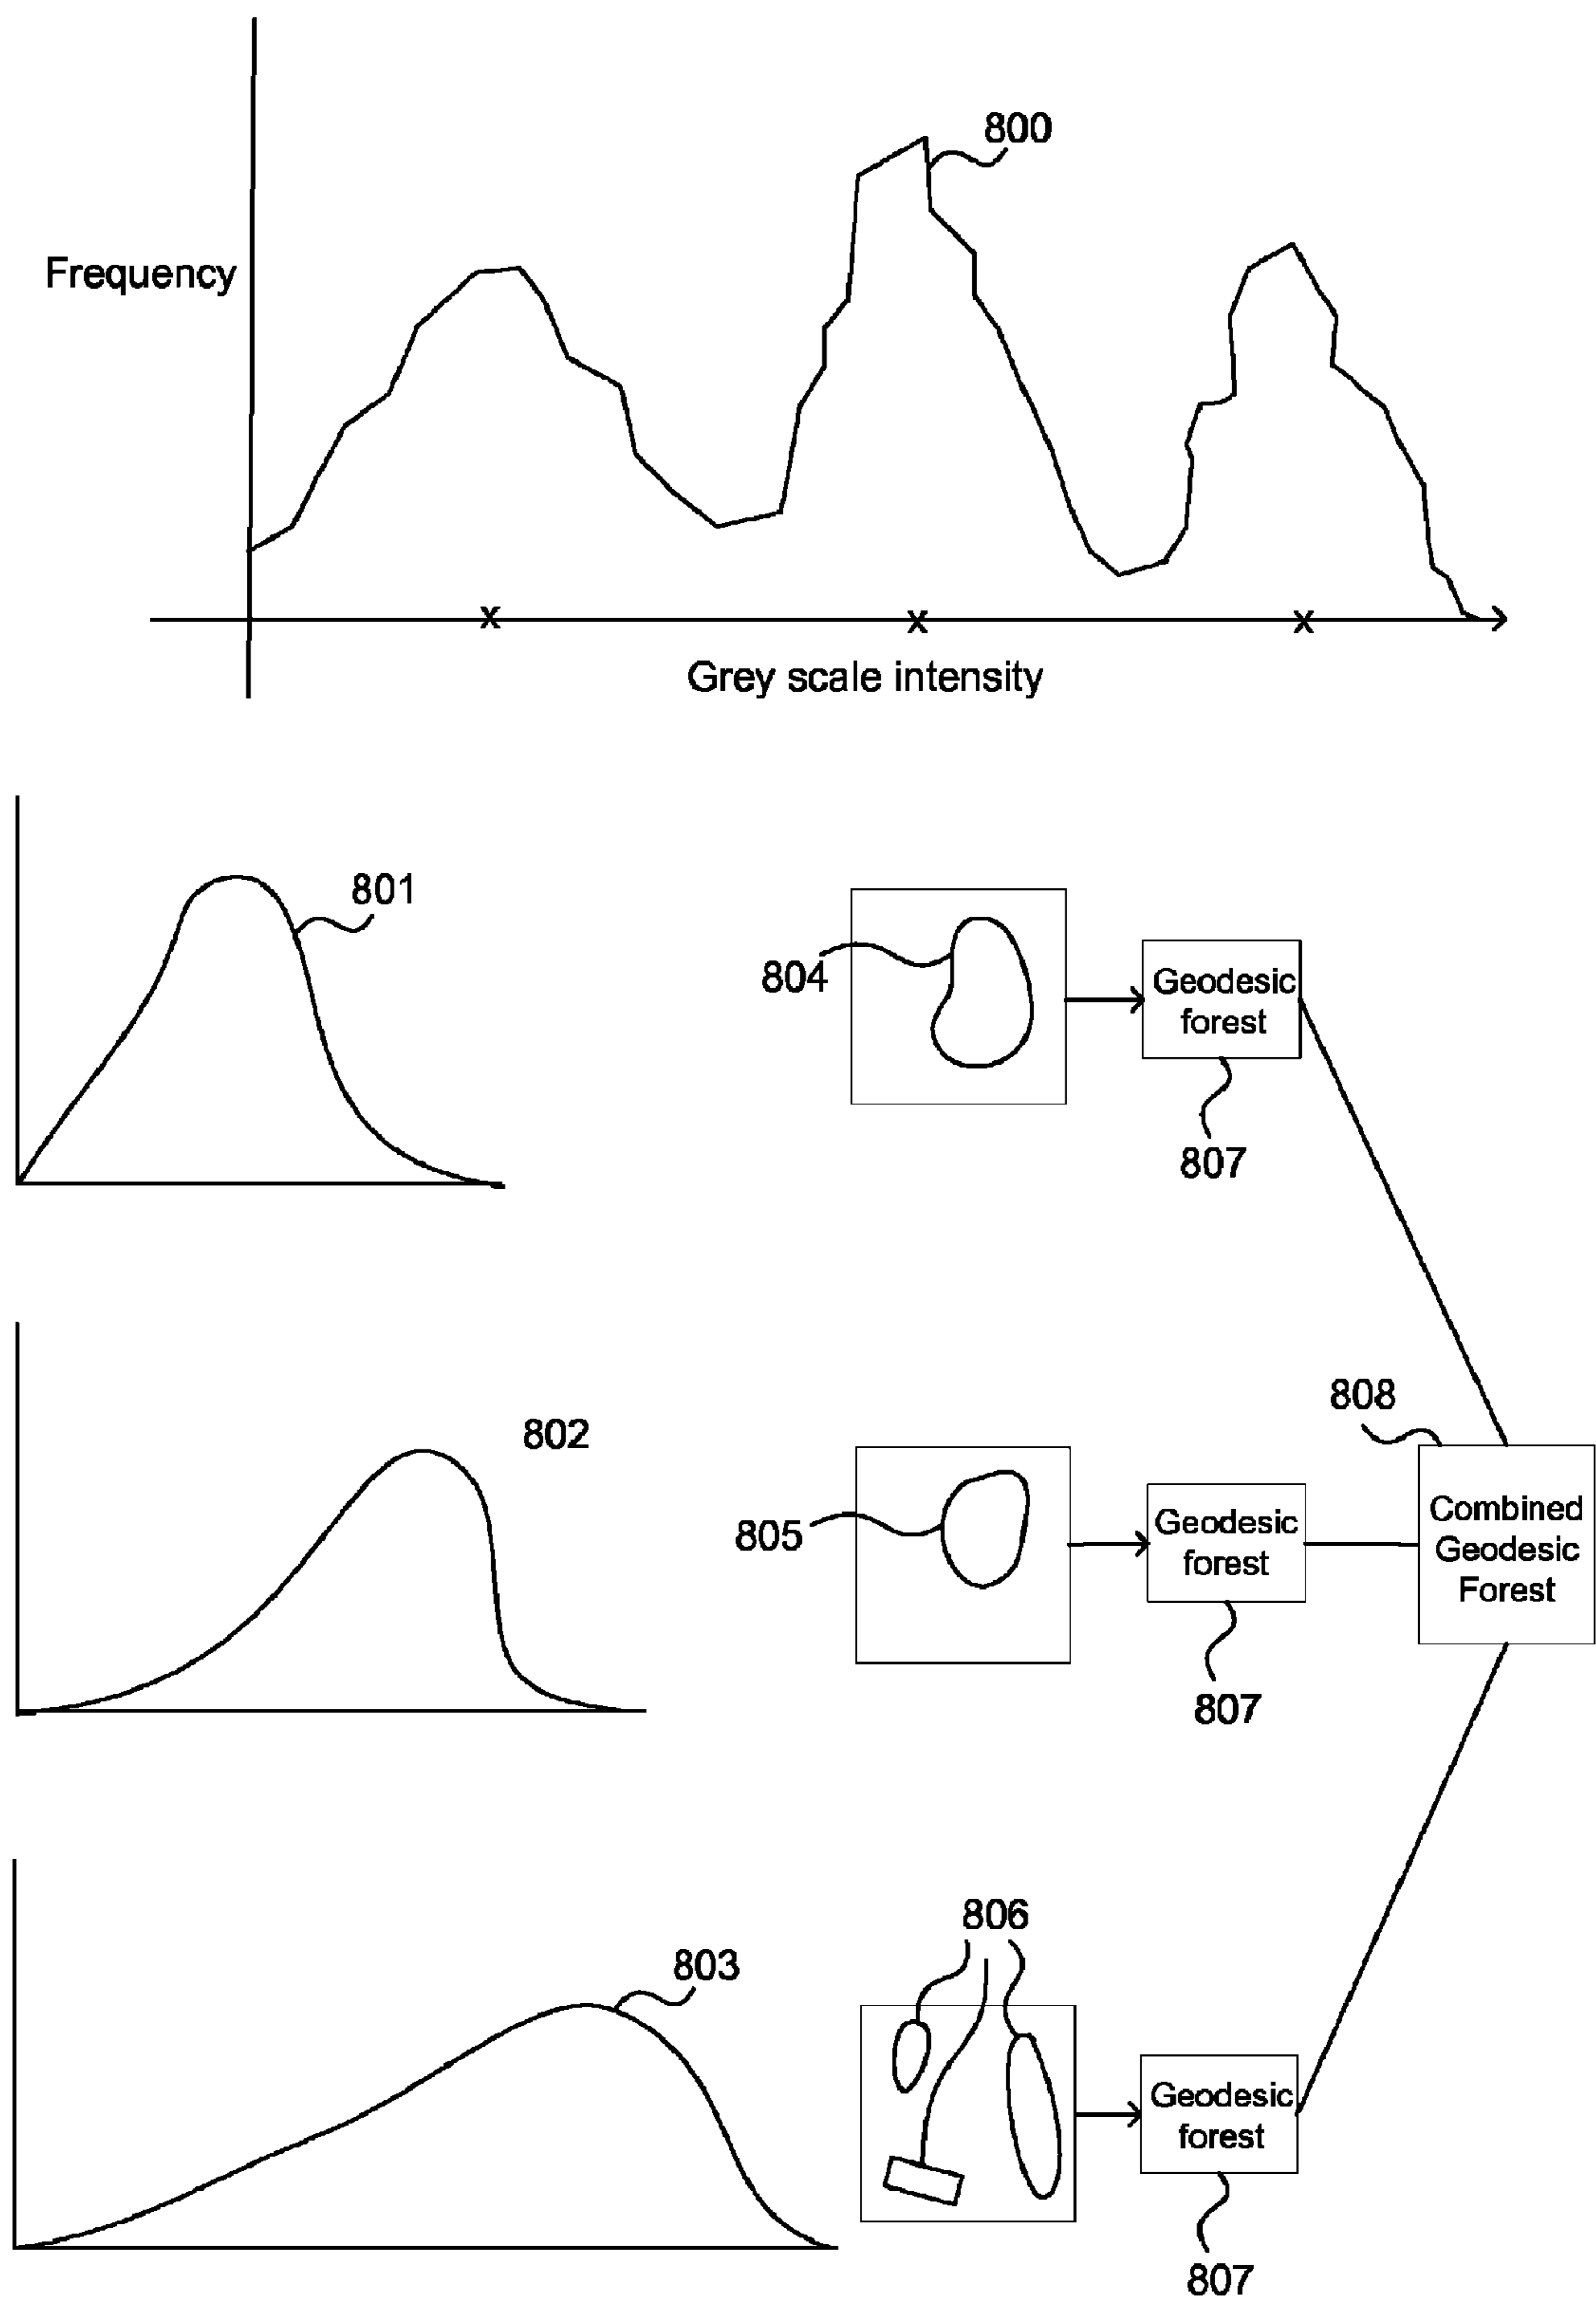 800
Frequency
x x x
Grey scale intensity
801
804
Geodesic
forest
807
802
808
805
Geodesic
forest
Combined
Geodesic
Forest
807
806
803
Geodesic
forest
807